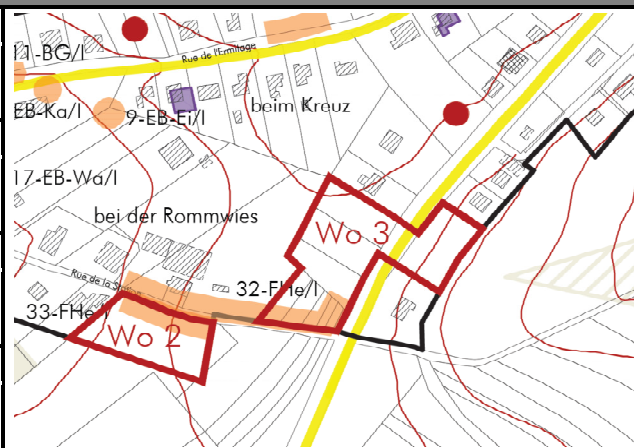 11-BG/I
Rue de l'Ermitage
EB-Ka/I
9-EB-Ei/I
beim Kreuz
17-EB-Wa/I
bei der Rommwies
Wo 3
Rue de la
32-FHe/I
33-FHe/I
Wo 2